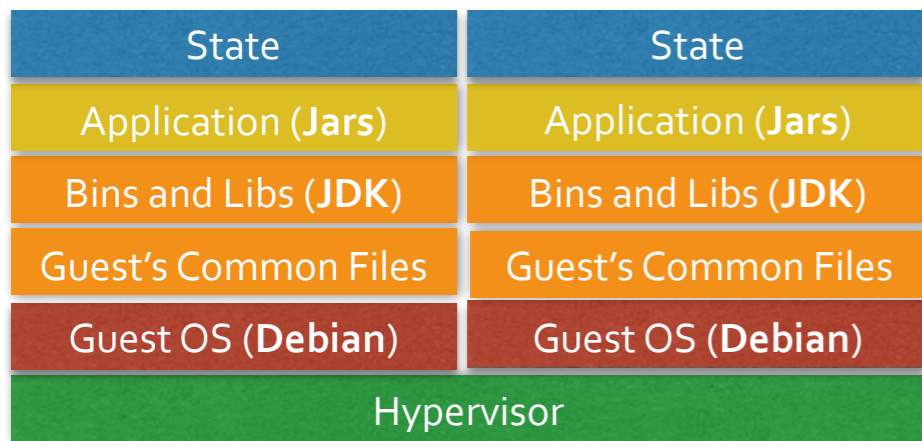 State State
Application (Jars) Application (Jars)
Bins and Libs (JDK) Bins and Libs (JDK)
Guest’s Common Files Guest’s Common Files
Guest OS (Debian) Guest OS (Debian)
Hypervisor